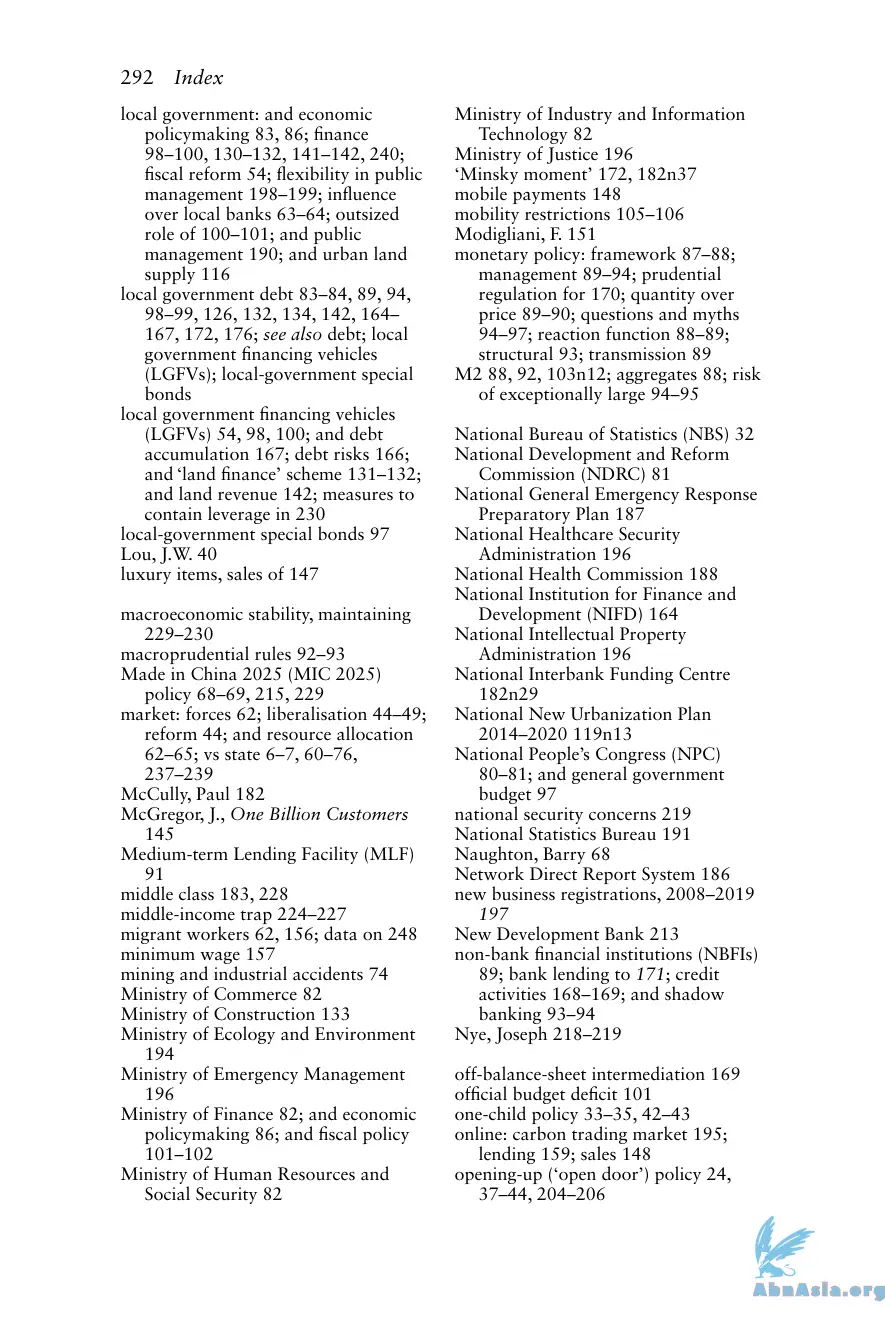 292 Index
local government: and economic
policymaking 83, 86; finance
98–100, 130–132, 141–142, 240;
fiscal reform 54; flexibility in public
management 198–199; influence
over local banks 63–64; outsized
role of 100–101; and public
management 190; and urban land
supply 116
local government debt 83–84, 89, 94,
98–99, 126, 132, 134, 142, 164–
167, 172, 176; see also debt; local
government financing vehicles
(LGFVs); local-government special
bonds
local government financing vehicles
(LGFVs) 54, 98, 100; and debt
accumulation 167; debt risks 166;
and ‘land finance’ scheme 131–132;
and land revenue 142; measures to
contain leverage in 230
local-government special bonds 97
Lou, J.W. 40
luxury items, sales of 147
macroeconomic stability, maintaining
229–230
macroprudential rules 92–93
Made in China 2025 (MIC 2025)
policy 68–69, 215, 229
market: forces 62; liberalisation 44–49;
reform 44; and resource allocation
62–65; vs state 6–7, 60–76,
237–239
McCully, Paul 182
McGregor, J., One Billion Customers
145
Medium-term Lending Facility (MLF)
91
middle class 183, 228
middle-income trap 224–227
migrant workers 62, 156; data on 248
minimum wage 157
mining and industrial accidents 74
Ministry of Commerce 82
Ministry of Construction 133
Ministry of Ecology and Environment
194
Ministry of Emergency Management
196
Ministry of Finance 82; and economic
policymaking 86; and fiscal policy
101–102
Ministry of Human Resources and
Social Security 82
Ministry of Industry and Information
Technology 82
Ministry of Justice 196
‘Minsky moment’ 172, 182n37
mobile payments 148
mobility restrictions 105–106
Modigliani, F. 151
monetary policy: framework 87–88;
management 89–94; prudential
regulation for 170; quantity over
price 89–90; questions and myths
94–97; reaction function 88–89;
structural 93; transmission 89
M2 88, 92, 103n12; aggregates 88; risk
of exceptionally large 94–95
National Bureau of Statistics (NBS) 32
National Development and Reform
Commission (NDRC) 81
National General Emergency Response
Preparatory Plan 187
National Healthcare Security
Administration 196
National Health Commission 188
National Institution for Finance and
Development (NIFD) 164
National Intellectual Property
Administration 196
National Interbank Funding Centre
182n29
National New Urbanization Plan
2014–2020 119n13
National People’s Congress (NPC)
80–81; and general government
budget 97
national security concerns 219
National Statistics Bureau 191
Naughton, Barry 68
Network Direct Report System 186
new business registrations, 2008–2019
197
New Development Bank 213
non-bank financial institutions (NBFIs)
89; bank lending to 171; credit
activities 168–169; and shadow
banking 93–94
Nye, Joseph 218–219
off-balance-sheet intermediation 169
official budget deficit 101
one-child policy 33–35, 42–43
online: carbon trading market 195;
lending 159; sales 148
opening-up (‘open door’) policy 24,
37–44, 204–206
AbnAsia.org